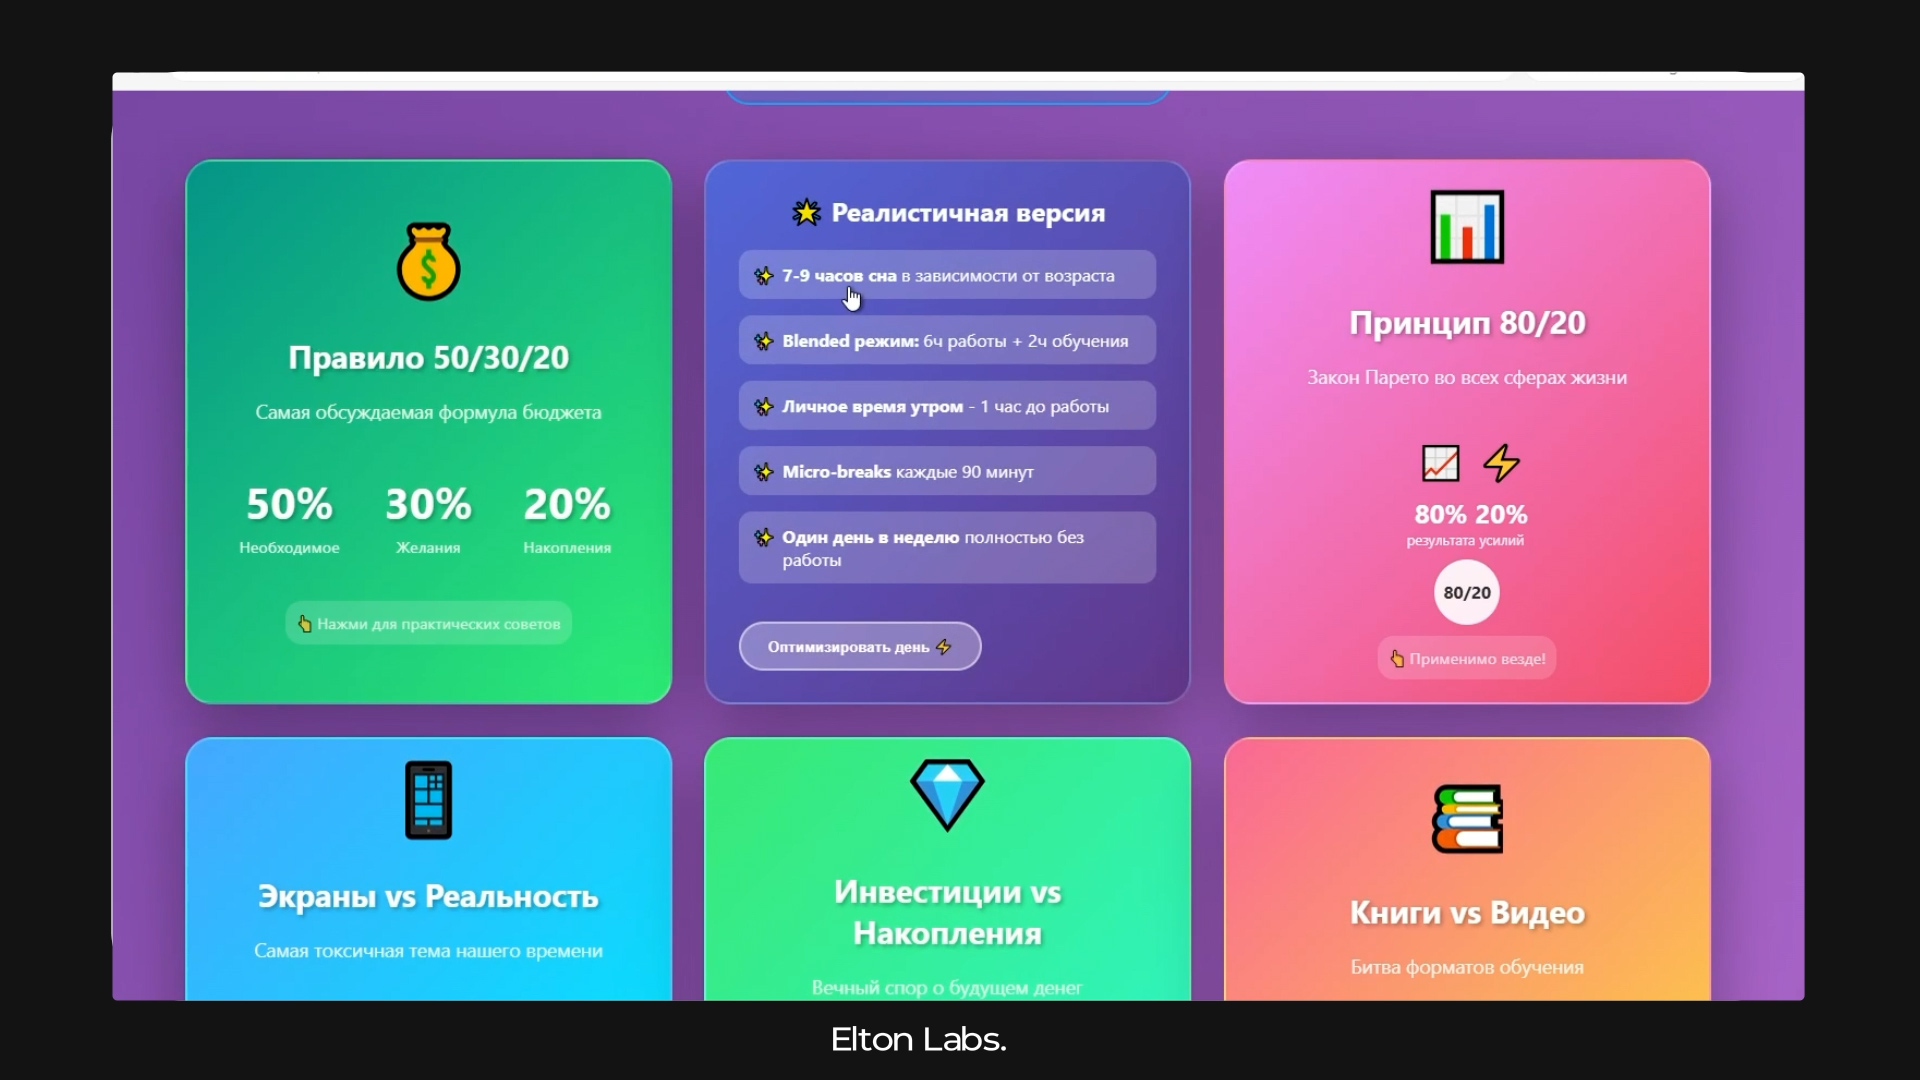 Правило 50/30/20
Самая обсуждаемая формула бюджета
50% 30% 20%
Необходимое Желания Накопления
Нажми для практических советов
Реалистичная версия
7-9 часов сна в зависимости от возраста
Blended режим: 6ч работы + 2ч обучения
Личное время утром - 1 час до работы
Micro-breaks каждые 90 минут
Один день в неделю полностью без
работы
Оптимизировать день
Принцип 80/20
Закон Парето во всех сферах жизни
80% 20%
результата усилий
80/20
Применимо везде!
Экраны vs Реальность
Самая токсичная тема нашего времени
Инвестиции vs
Накопления
Вечный спор о будущем денег
Книги vs Видео
Битва форматов обучения
Elton Labs.